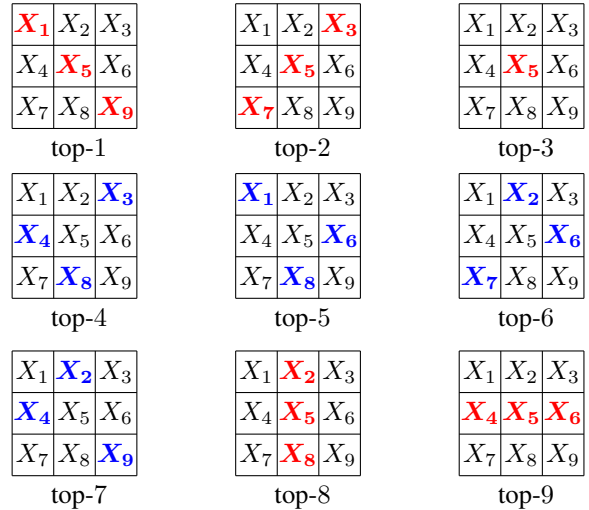 X₁ X₂ X₃ X₁ X₂ X₃ X₁ X₂ X₃
X₄ X₅ X₆ X₄ X₅ X₆ X₄ X₅ X₆
X₇ X₈ X₉ X₇ X₈ X₉ X₇ X₈ X₉
top-1 top-2 top-3
X₁ X₂ X₃ X₁ X₂ X₃ X₁ X₂ X₃
X₄ X₅ X₆ X₄ X₅ X₆ X₄ X₅ X₆
X₇ X₈ X₉ X₇ X₈ X₉ X₇ X₈ X₉
top-4 top-5 top-6
X₁ X₂ X₃ X₁ X₂ X₃ X₁ X₂ X₃
X₄ X₅ X₆ X₄ X₅ X₆ X₄ X₅ X₆
X₇ X₈ X₉ X₇ X₈ X₉ X₇ X₈ X₉
top-7 top-8 top-9